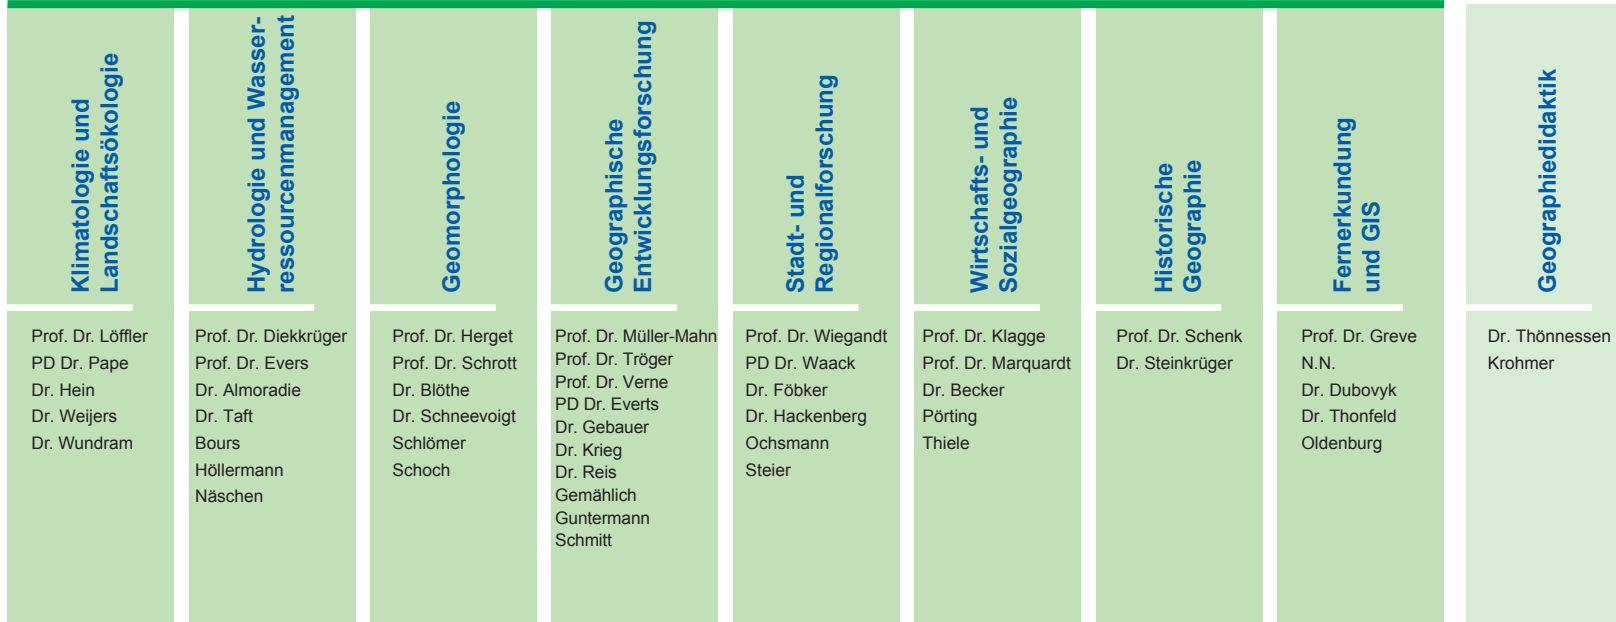 Klimatologie und
Landschaftsökologie
Prof. Dr. Löffler
PD Dr. Pape
Dr. Hein
Dr. Weijers
Dr. Wundram
Hydrologie und Wasser-
ressourcenmanagement
Prof. Dr. Diekkrüger
Prof. Dr. Evers
Dr. Almoradie
Dr. Taft
Bours
Höllermann
Näschen
Geomorphologie
Prof. Dr. Herget
Prof. Dr. Schrott
Dr. Blöthe
Dr. Schneevoigt
Schlömer
Schoch
Geographische
Entwicklungsforschung
Prof. Dr. Müller-Mahn
Prof. Dr. Tröger
Prof. Dr. Verne
PD Dr. Everts
Dr. Gebauer
Dr. Krieg
Dr. Reis
Gemählich
Guntermann
Schmitt
Stadt- und
Regionalforschung
Prof. Dr. Wiegandt
PD Dr. Waack
Dr. Föbker
Dr. Hackenberg
Ochsmann
Steier
Wirtschafts- und
Sozialgeographie
Prof. Dr. Klagge
Prof. Dr. Marquardt
Dr. Becker
Pörting
Thiele
Historische
Geographie
Prof. Dr. Schenk
Dr. Steinkrüger
Fernerkundung
und GIS
Prof. Dr. Greve
N.N.
Dr. Dubovyk
Dr. Thonfeld
Oldenburg
Geographiedidaktik
Dr. Thönnessen
Krohmer